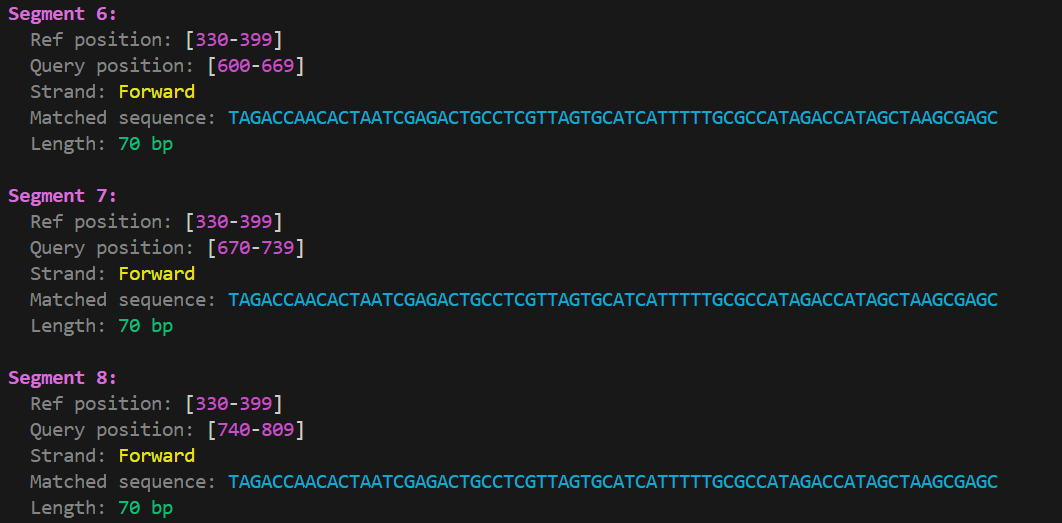 Segment 6:
Ref position: [330-399]
Query position: [600-669]
Strand: Forward
Matched sequence: TAGACCAACACTAATCGAGACTGCCTCGTTAGTGCATCATTTTTGCGCCATAGACCATAGCTAAGCGAGC
Length: 70 bp
Segment 7:
Ref position: [330-399]
Query position: [670-739]
Strand: Forward
Matched sequence: TAGACCAACACTAATCGAGACTGCCTCGTTAGTGCATCATTTTTGCGCCATAGACCATAGCTAAGCGAGC
Length: 70 bp
Segment 8:
Ref position: [330-399]
Query position: [740-809]
Strand: Forward
Matched sequence: TAGACCAACACTAATCGAGACTGCCTCGTTAGTGCATCATTTTTGCGCCATAGACCATAGCTAAGCGAGC
Length: 70 bp